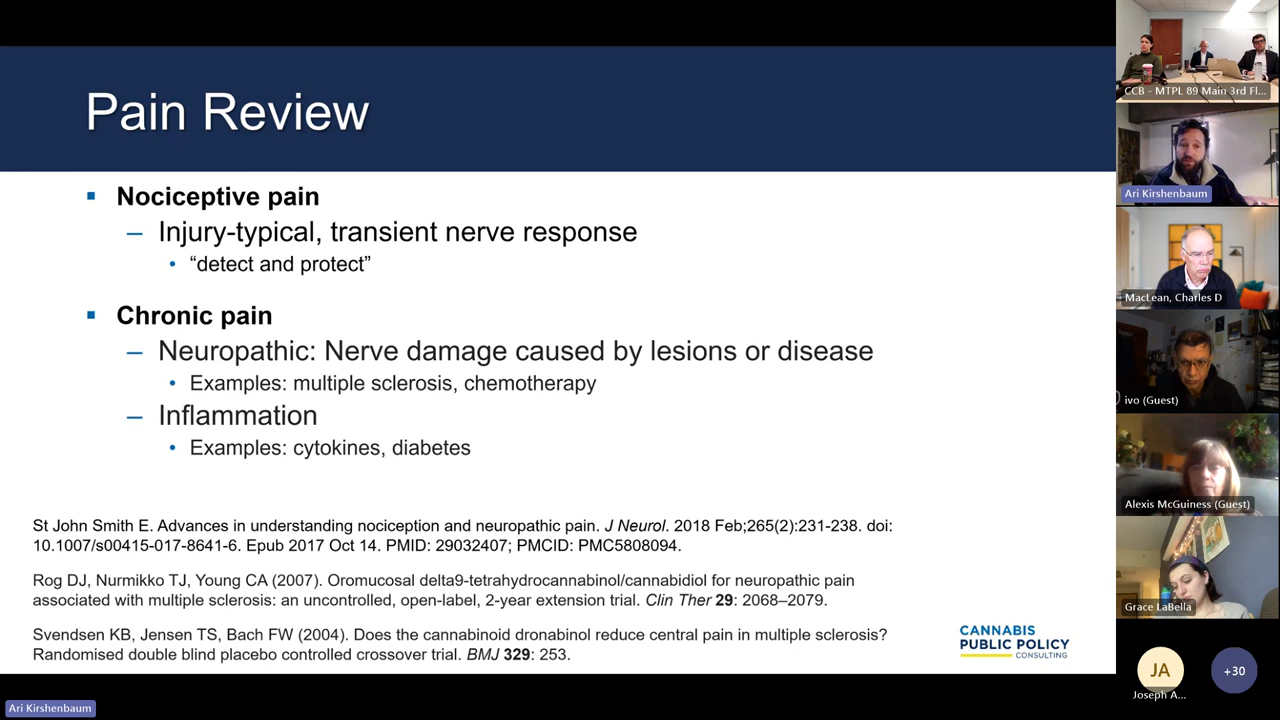 Pain Review
▪ Nociceptive pain
– Injury-typical, transient nerve response
• “detect and protect”
▪ Chronic pain
– Neuropathic: Nerve damage caused by lesions or disease
• Examples: multiple sclerosis, chemotherapy
– Inflammation
• Examples: cytokines, diabetes
St John Smith E. Advances in understanding nociception and neuropathic pain. J Neurol. 2018 Feb;265(2):231-238. doi:
10.1007/s00415-017-8641-6. Epub 2017 Oct 14. PMID: 29032407; PMCID: PMC5808094.
Rog DJ, Nurmikko TJ, Young CA (2007). Oromucosal delta9-tetrahydrocannabinol/cannabidiol for neuropathic pain
associated with multiple sclerosis: an uncontrolled, open-label, 2-year extension trial. Clin Ther 29: 2068–2079.
Svendsen KB, Jensen TS, Bach FW (2004). Does the cannabinoid dronabinol reduce central pain in multiple sclerosis?
Randomised double blind placebo controlled crossover trial. BMJ 329: 253.
CANNABIS
PUBLIC POLICY
CONSULTING
Ari Kirshenbaum
CCB - MTPL 89 Main 3rd Fl...
Ari Kirshenbaum
MacLean, Charles D
ivo (Guest)
Alexis McGuiness (Guest)
Grace LaBella
JA
Joseph A...
+30